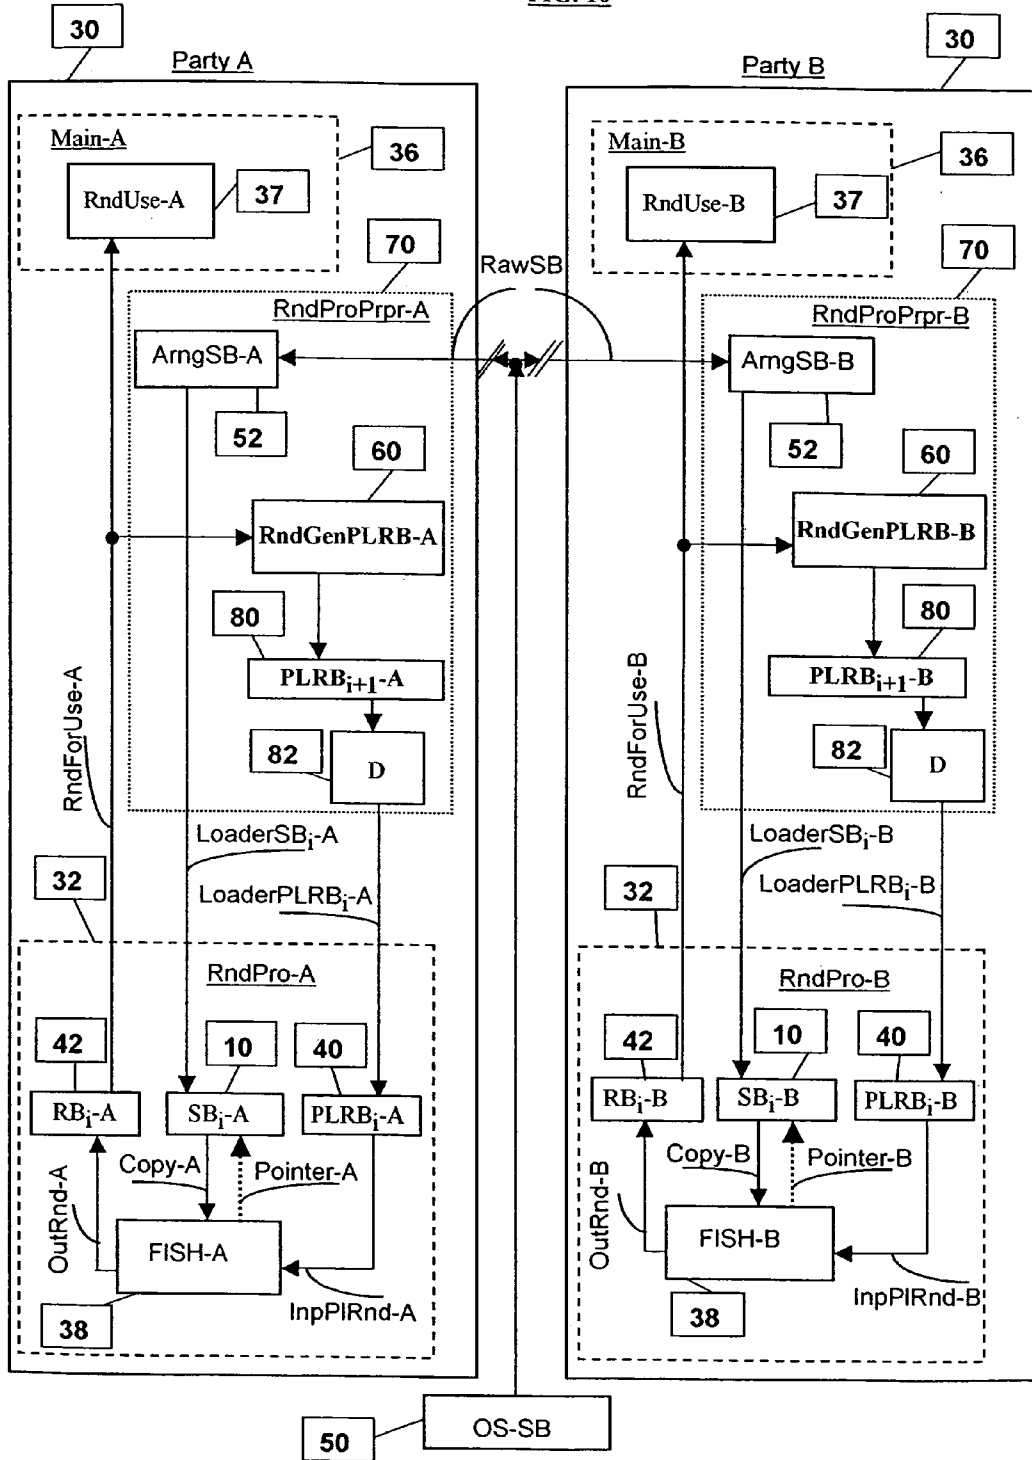 30
30
Party A
Party B
Main-A
36
Main-B
36
RndUse-A
37
RndUse-B
37
70
70
RawSB
RndProPrpr-A
RndProPrpr-B
ArngSB-A
ArngSB-B
52
52
60
60
RndGenPLRB-A
RndGenPLRB-B
80
80
PLRBi+1-A
PLRBi+1-B
RndForUse-A
RndForUse-B
82
D
82
D
LoaderSBi-A
LoaderSBi-B
32
LoaderPLRBi-A
32
LoaderPLRBi-B
RndPro-A
RndPro-B
42
10
40
42
10
40
RBi-A
SBi-A
PLRBi-A
RBi-B
SBi-B
PLRBi-B
Copy-A
Pointer-A
Copy-B
Pointer-B
OutRnd-A
OutRnd-B
FISH-A
FISH-B
InpPlRnd-A
InpPlRnd-B
38
38
50
OS-SB